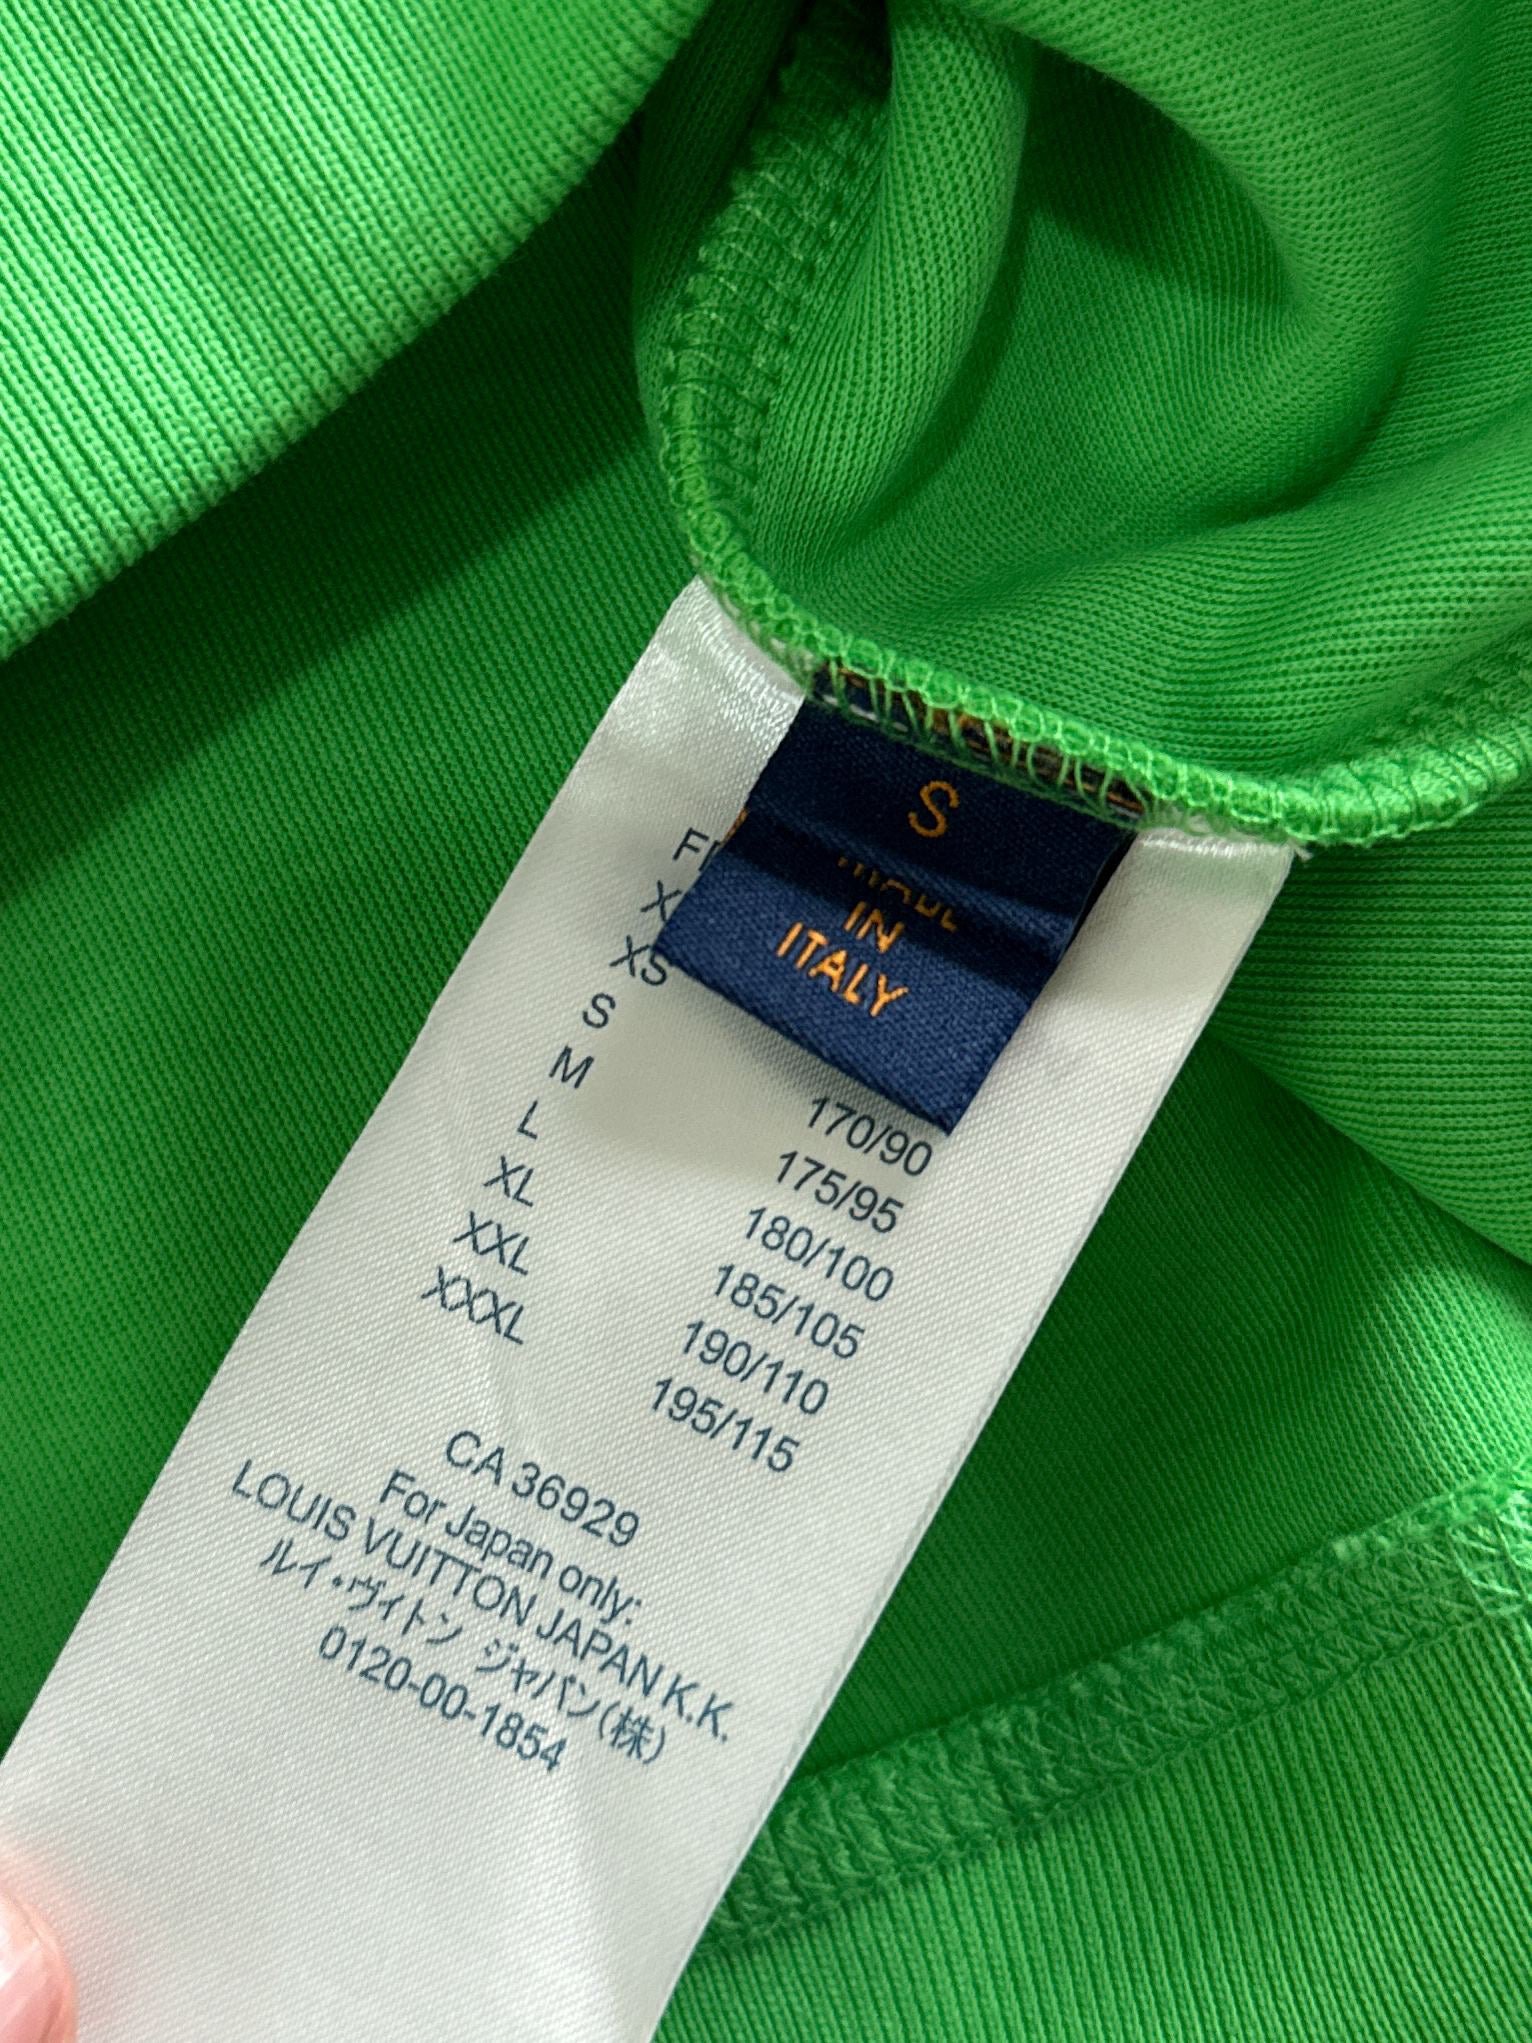 S
MADE
IN
ITALY
XS
S
M 170/90
L 175/95
XL 180/100
XXL 185/105
XXXL 190/110
195/115
CA 36929
For Japan only:
LOUIS VUITTON JAPAN K.K.
ルイ・ヴィトン ジャパン(株)
0120-00-1854